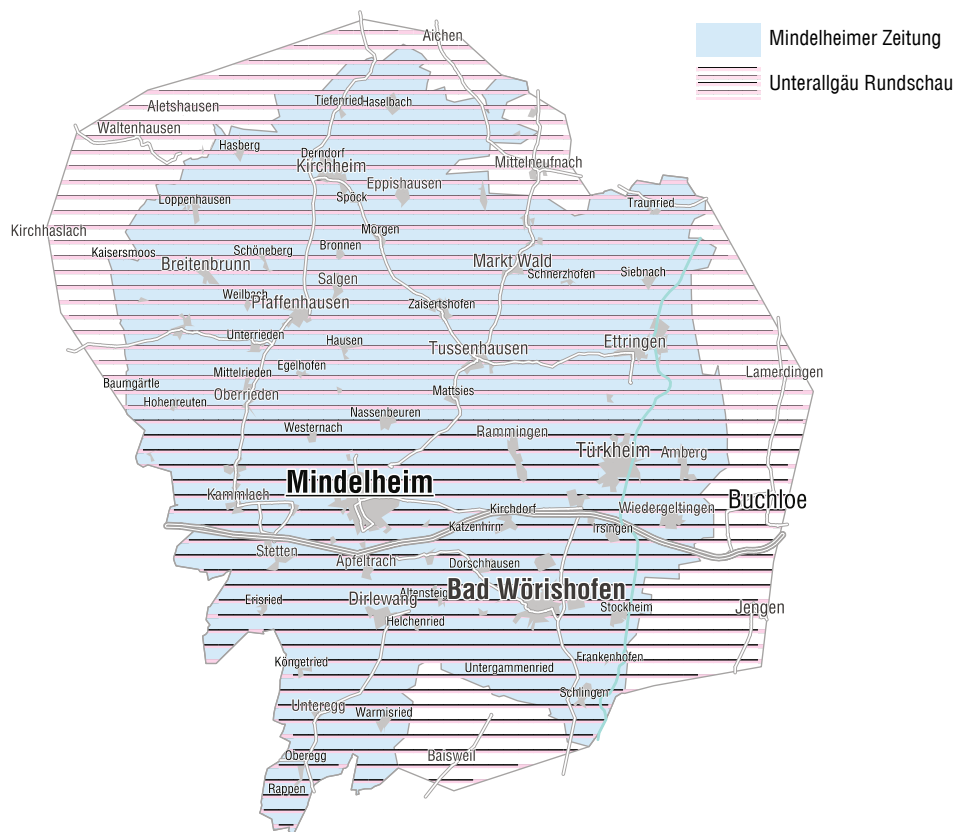 Mindelheimer Zeitung
Unterallgäu Rundschau
Aichen
Tiefenried
Haselbach
Aletshausen
Waltenhausen
Hasberg
Derndorf
Kirchheim
Mittelneufnach
Eppishausen
Spöck
Loppenhausen
Traunried
Kirchhaslach
Mörgen
Kaisersmoos
Schöneberg
Bronnen
Breitenbrunn
Markt Wald
Schnerzhofen
Siebnach
Salgen
Weilbach
Pfaffenhausen
Zaisertshofen
Unterrieden
Hausen
Tussenhausen
Ettringen
Egelhofen
Mittelrieden
Lamerdingen
Baumgärtle
Oberrieden
Mattsies
Hohenreuten
Nassenbeuren
Westernach
Rammingen
Türkheim
Amberg
Mindelheim
Kammlach
Buchloe
Kirchdorf
Wiedergeltingen
Katzenhirn
Irsingen
Stetten
Apfeltrach
Dorschhausen
Altensteig
Bad Wörishofen
Erisried
Dirlewang
Stockheim
Jengen
Helchenried
Frankenhofen
Köngetried
Untergammenried
Schlingen
Unteregg
Warmisried
Oberegg
Baisweil
Rappen